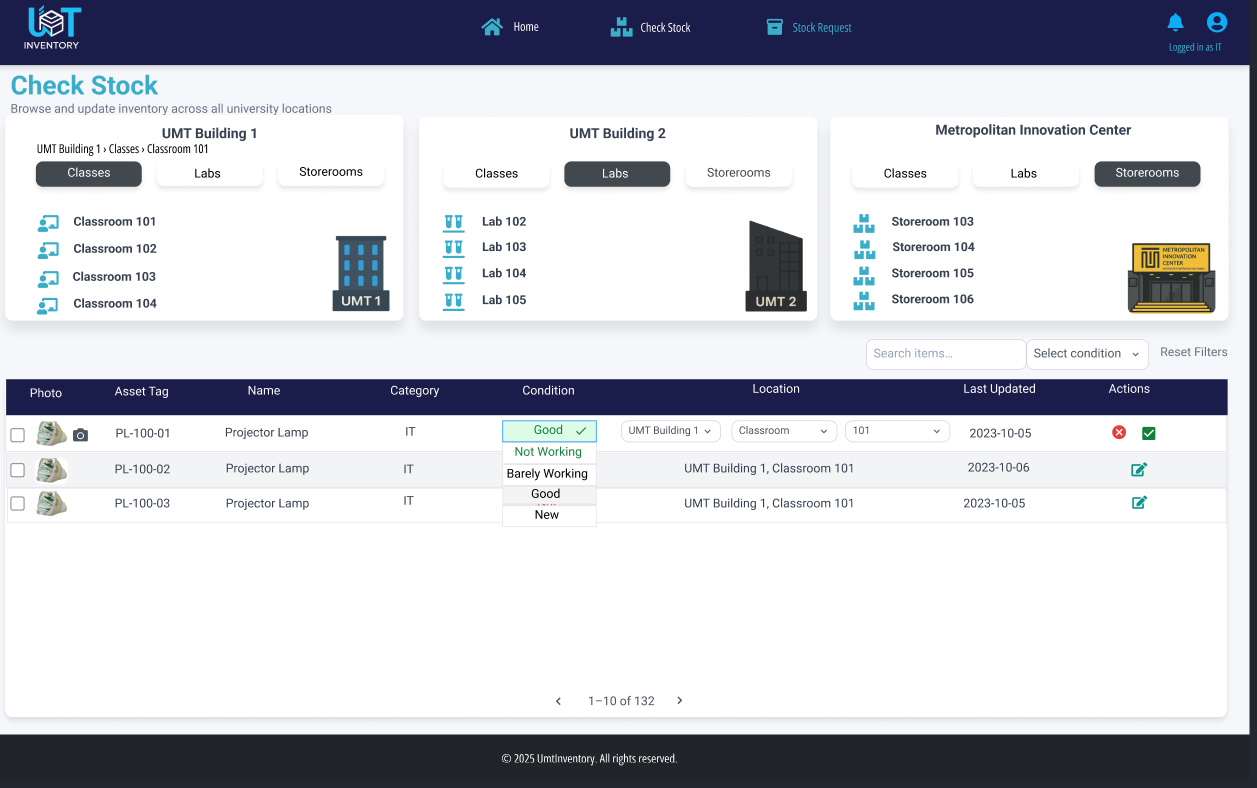 UMT
INVENTORY
Home
Check Stock
Stock Request
Logged in as IT
Check Stock
Browse and update inventory across all university locations
UMT Building 1
UMT Building 1 › Classes › Classroom 101
Classes
Labs
Storerooms
Classroom 101
Classroom 102
Classroom 103
Classroom 104
UMT 1
UMT Building 2
Classes
Labs
Storerooms
Lab 102
Lab 103
Lab 104
Lab 105
UMT 2
Metropolitan Innovation Center
Classes
Labs
Storerooms
Storeroom 103
Storeroom 104
Storeroom 105
Storeroom 106
METROPOLITAN
INNOVATION
CENTER
Search items...
Select condition
Reset Filters
Photo Asset Tag Name Category Condition Location Last Updated Actions
PL-100-01 Projector Lamp IT Good UMT Building 1 Classroom 101 2023-10-05
Not Working
Barely Working
Good
New
PL-100-02 Projector Lamp IT UMT Building 1, Classroom 101 2023-10-06
PL-100-03 Projector Lamp IT UMT Building 1, Classroom 101 2023-10-05
1–10 of 132
© 2025 UmtInventory. All rights reserved.